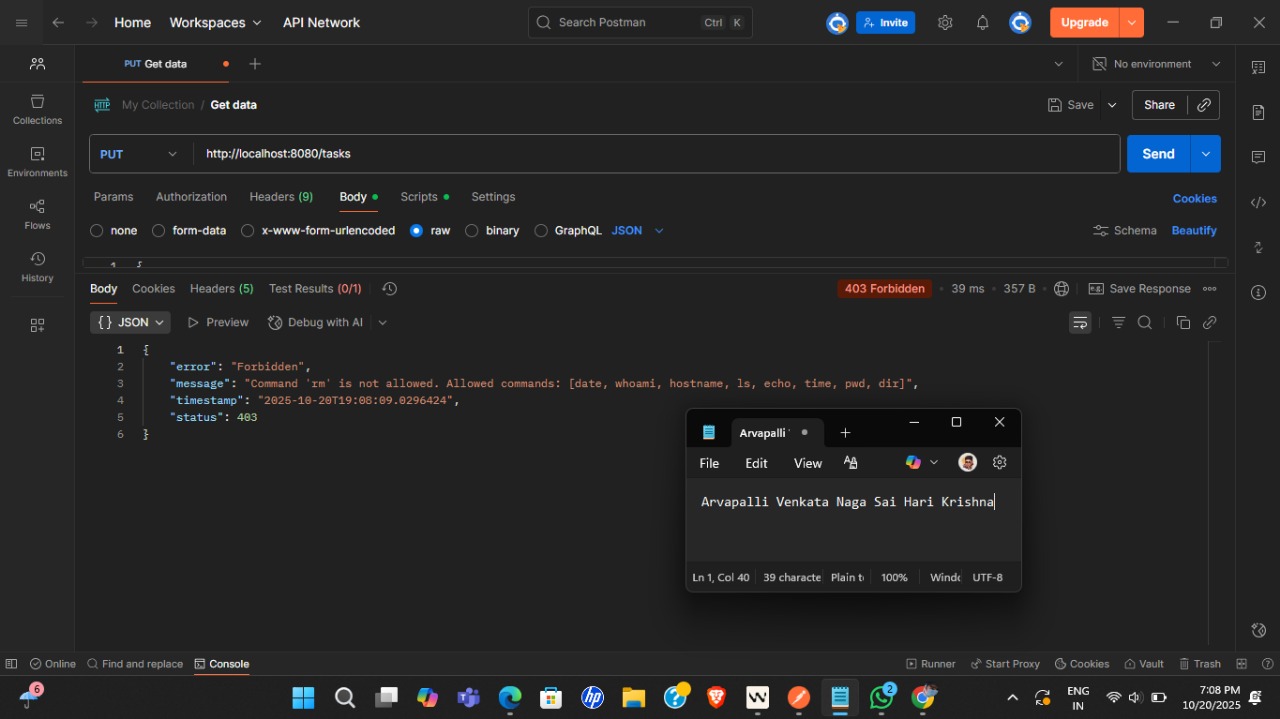 Home Workspaces API Network Search Postman Ctrl K Invite Upgrade
PUT Get data No environment
My Collection / Get data Save Share
PUT http://localhost:8080/tasks Send
Params Authorization Headers (9) Body Scripts Settings Cookies
none form-data x-www-form-urlencoded raw binary GraphQL JSON Schema Beautify
Collections
Environments
Flows
History
1 {
Body Cookies Headers (5) Test Results (0/1) 403 Forbidden 39 ms 357 B Save Response
{} JSON Preview Debug with AI
1 {
2 "error": "Forbidden",
3 "message": "Command 'rm' is not allowed. Allowed commands: [date, whoami, hostname, ls, echo, time, pwd, dir]",
4 "timestamp": "2025-10-20T19:08:09.0296424",
5 "status": 403
6 }
Arvapalli
File Edit View
Arvapalli Venkata Naga Sai Hari Krishna
Ln 1, Col 40 39 characte Plain t 100% Windo UTF-8
Online Find and replace Console Runner Start Proxy Cookies Vault Trash
6 2 ENG IN 7:08 PM 10/20/2025